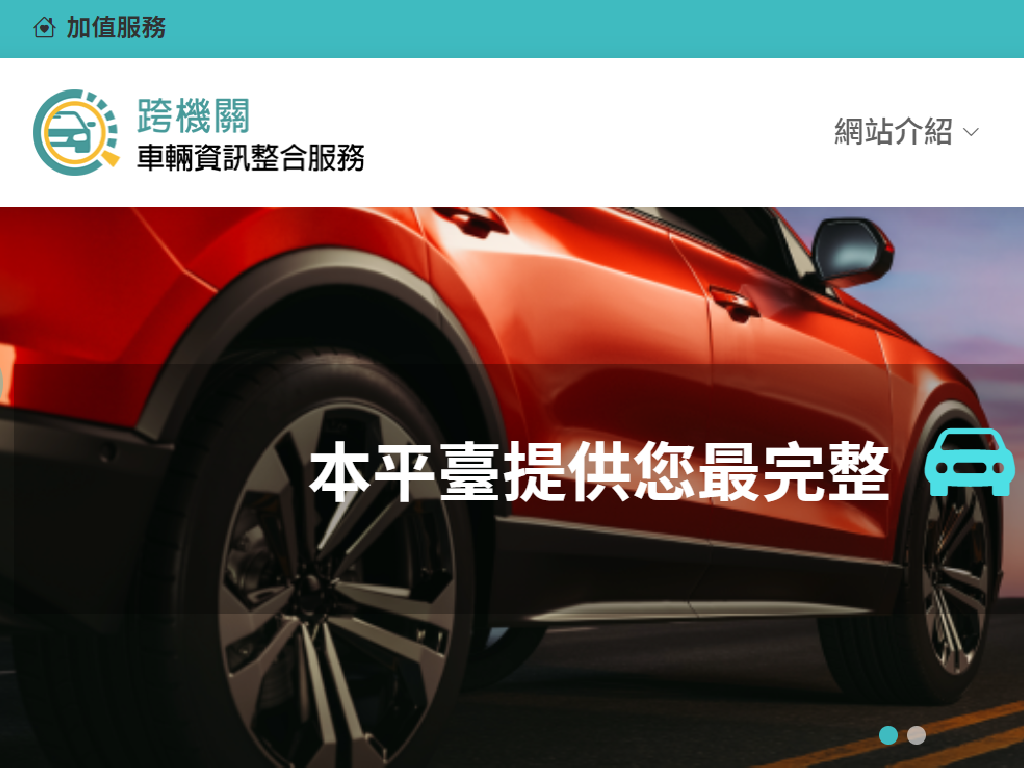 加值服務
跨機關
車輛資訊整合服務
網站介紹
本平臺提供您最完整